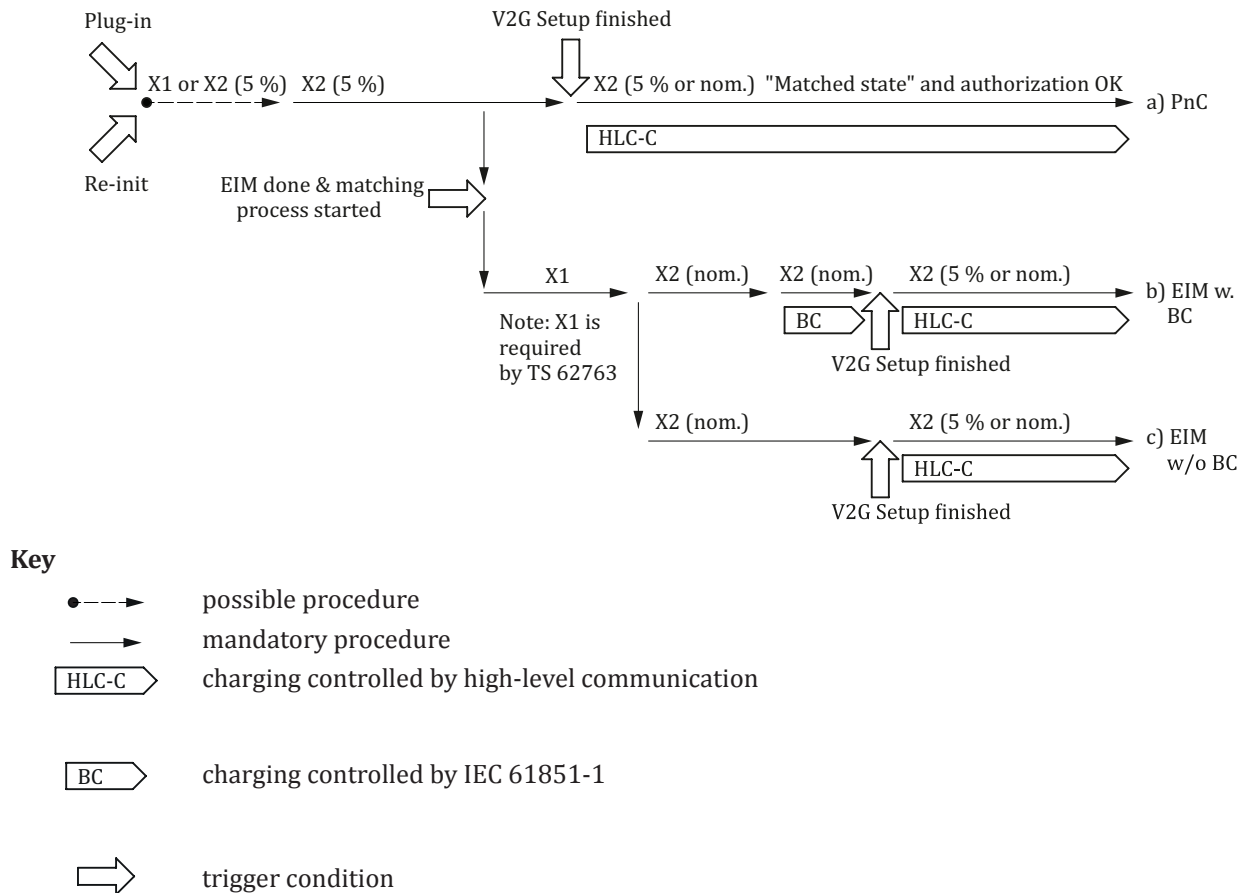 Plug-in
V2G Setup finished
X1 or X2 (5 %)
X2 (5 %)
X2 (5 % or nom.) "Matched state" and authorization OK
a) PnC
HLC-C
Re-init
EIM done & matching
process started
X1
X2 (nom.)
X2 (nom.)
X2 (5 % or nom.)
b) EIM w.
BC
BC
HLC-C
Note: X1 is
required
by TS 62763
V2G Setup finished
X2 (nom.)
X2 (5 % or nom.)
c) EIM
w/o BC
HLC-C
V2G Setup finished
Key
possible procedure
mandatory procedure
HLC-C
charging controlled by high-level communication
BC
charging controlled by IEC 61851-1
trigger condition